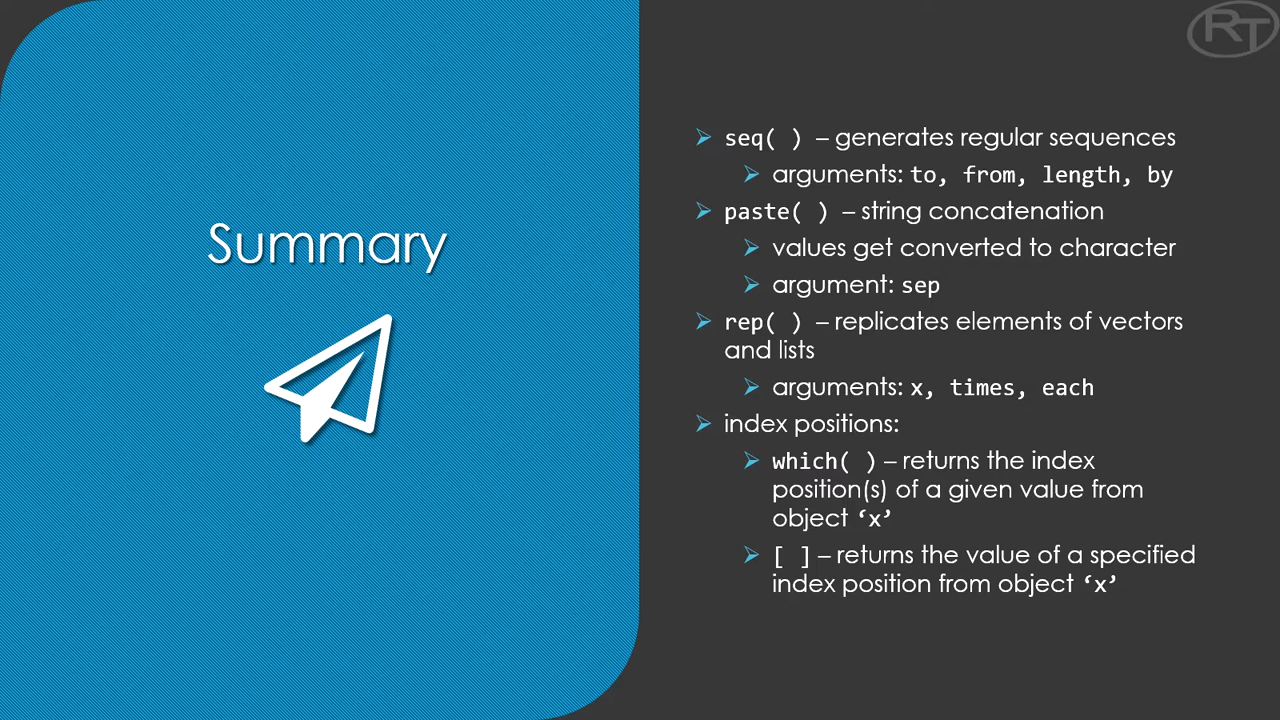 RT
Summary
seq( ) – generates regular sequences
arguments: to, from, length, by
paste( ) – string concatenation
values get converted to character
argument: sep
rep( ) – replicates elements of vectors
and lists
arguments: x, times, each
index positions:
which( ) – returns the index
position(s) of a given value from
object ‘x’
[ ] – returns the value of a specified
index position from object ‘x’